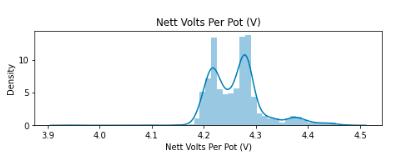 Nett Volts Per Pot (V)
10
5
0
Density
3.9 4.0 4.1 4.2 4.3 4.4 4.5
Nett Volts Per Pot (V)